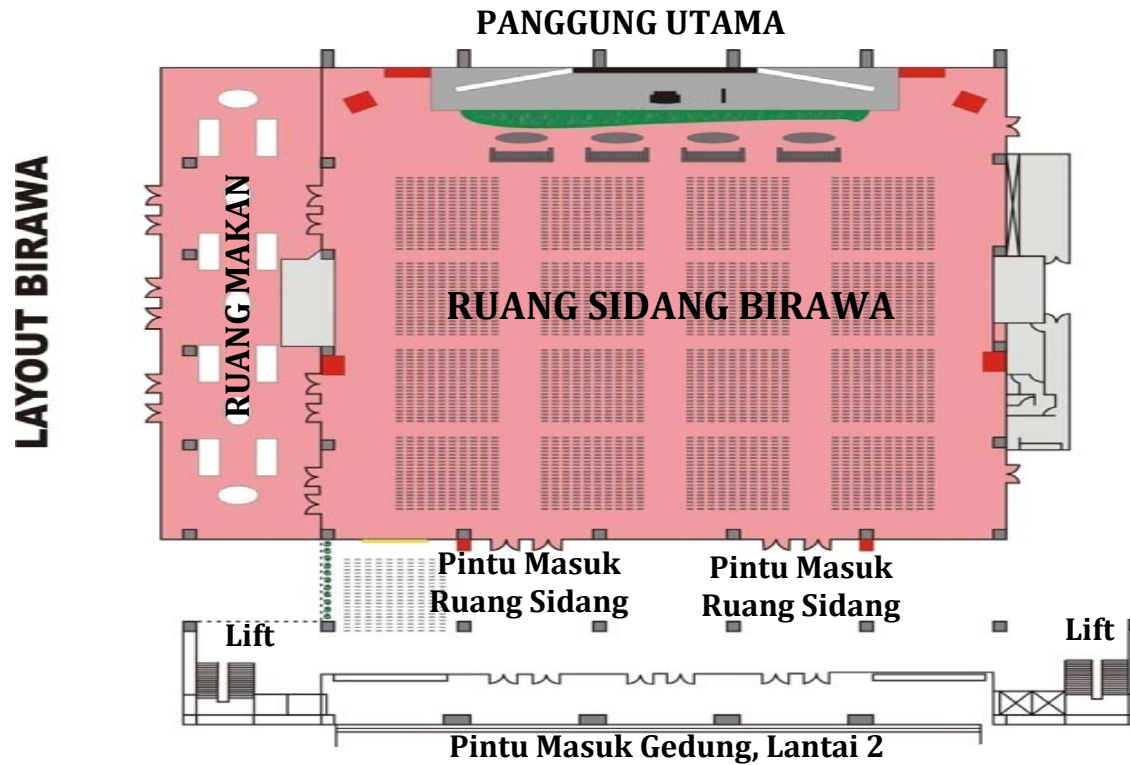 PANGGUNG UTAMA
LAYOUT BIRAWA
RUANG MAKAN
RUANG SIDANG BIRAWA
Pintu Masuk
Ruang Sidang
Pintu Masuk
Ruang Sidang
Lift
Lift
Pintu Masuk Gedung, Lantai 2